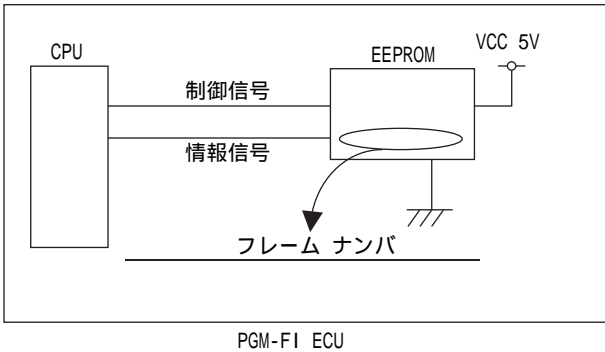 CPU
EEPROM
VCC 5V
制御信号
情報信号
フレーム ナンバ
PGM-FI ECU